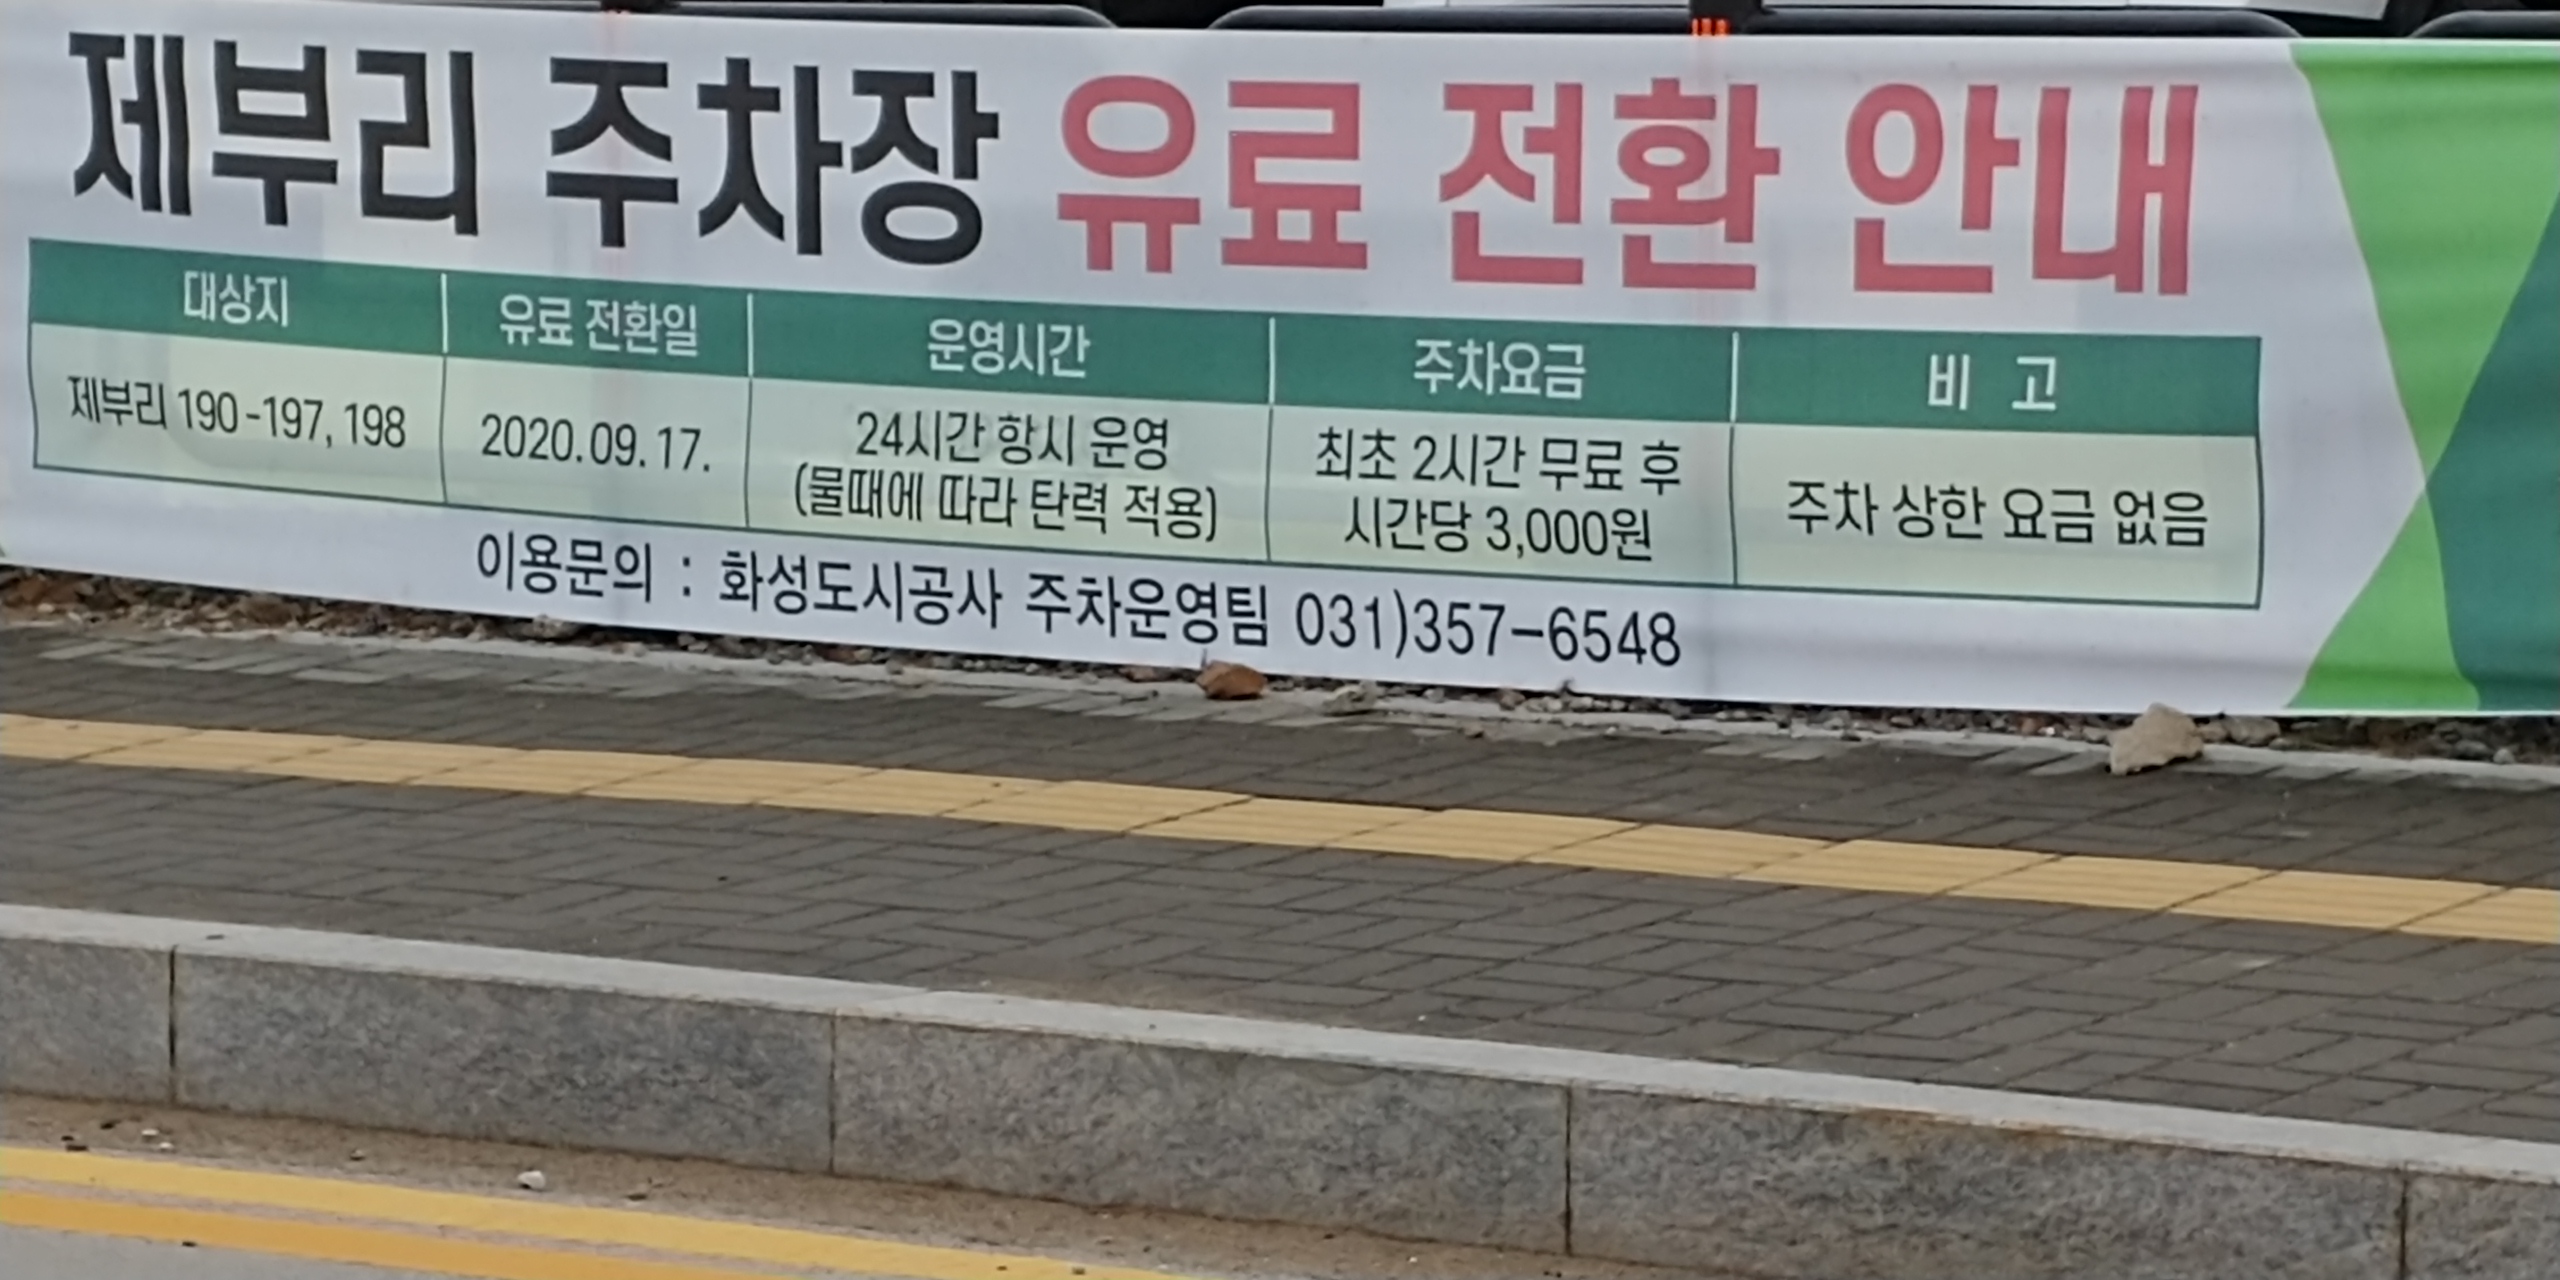 제부리 주차장 유료 전환 안내
대상지 유료 전환일 운영시간 주차요금 비 고
제부리 190-197, 198 2020.09.17. 24시간 항시 운영 최초 2시간 무료 후 주차 상한 요금 없음
(물때에 따라 탄력 적용) 시간당 3,000원
이용문의 : 화성도시공사 주차운영팀 031)357-6548